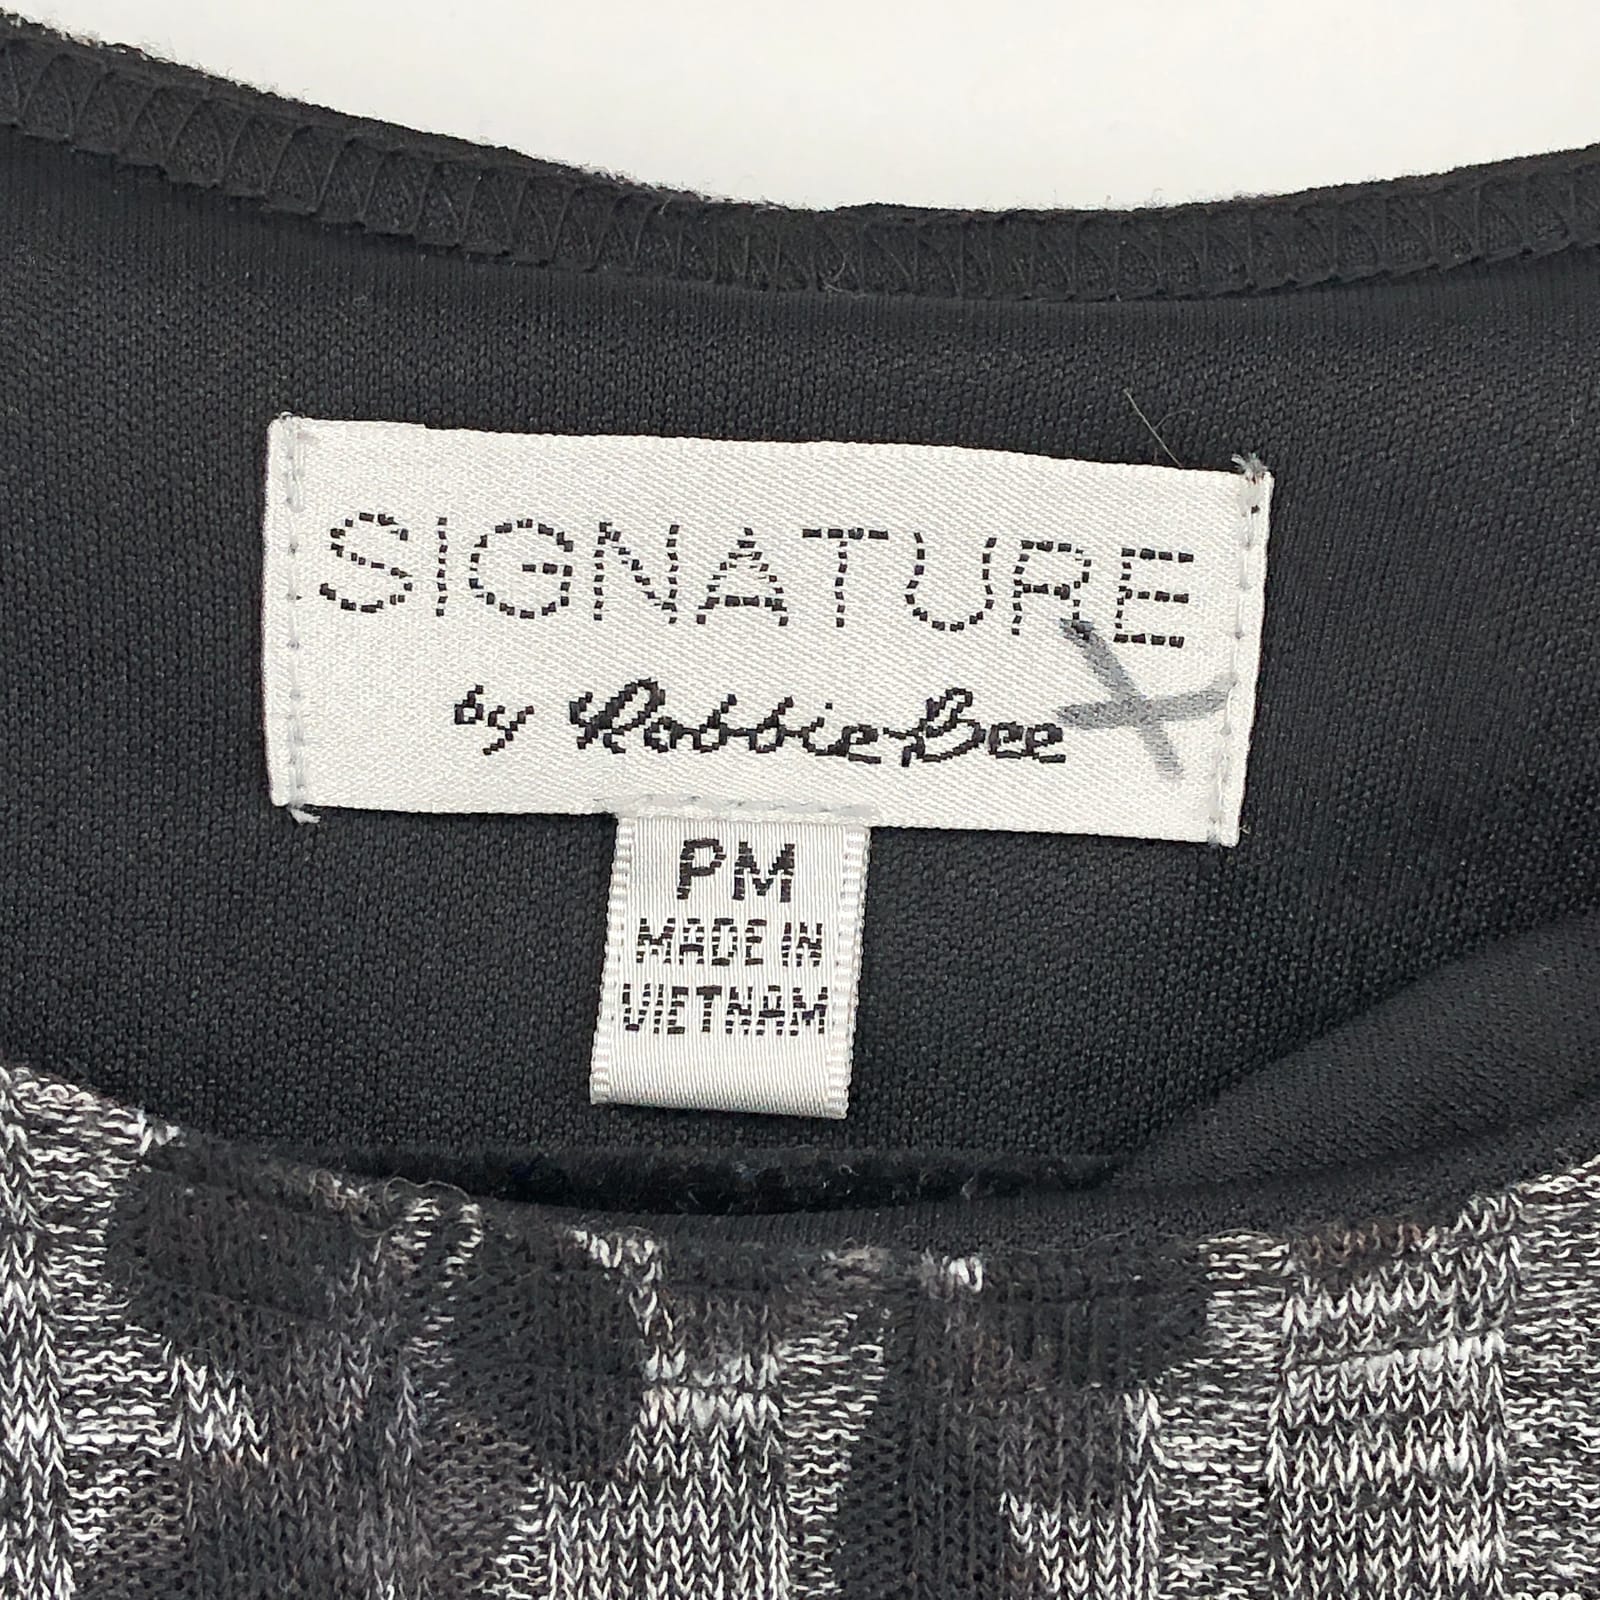 SIGNATURE
by Robbie Bee
PM
MADE IN
VIETNAM